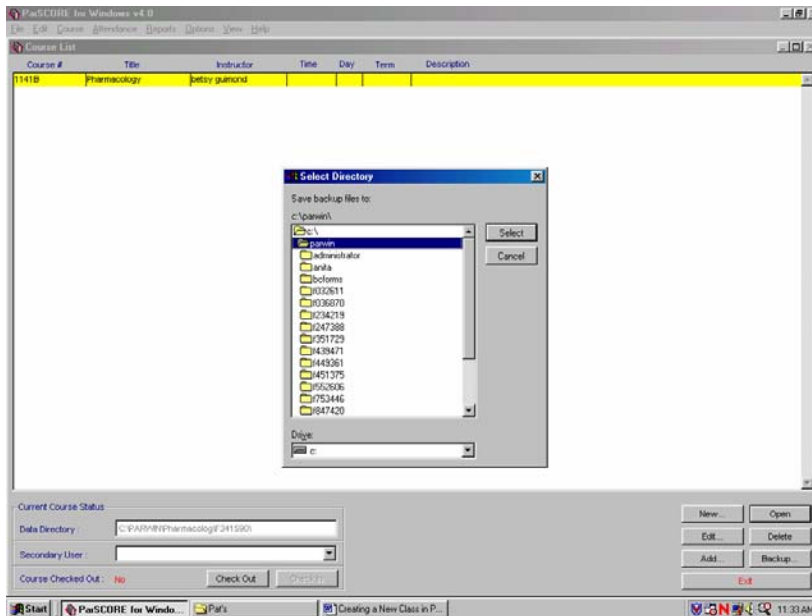 ParSCORE for Windows v4.0
File Edit Course Attendance Reports Options View Help
Course List
Course # Title Instructor Time Day Term Description
1141B Pharmacology betsy guimond
Select Directory
Save backup files to:
c:\parwin\
c:\
parwin
administrator
anita
bcforms
f032611
f036870
f234219
f247388
f351729
f439471
f449361
f451375
f552606
f753446
f847420
Select
Cancel
Drive:
c:
Current Course Status
Data Directory :
Secondary User :
Course Checked Out : No
Check Out
Check In
New... Open
Edit... Delete
Add... Backup...
Exit
Start ParSCORE for Windo... Pat's Creating a New Class in P... 11:33 AM